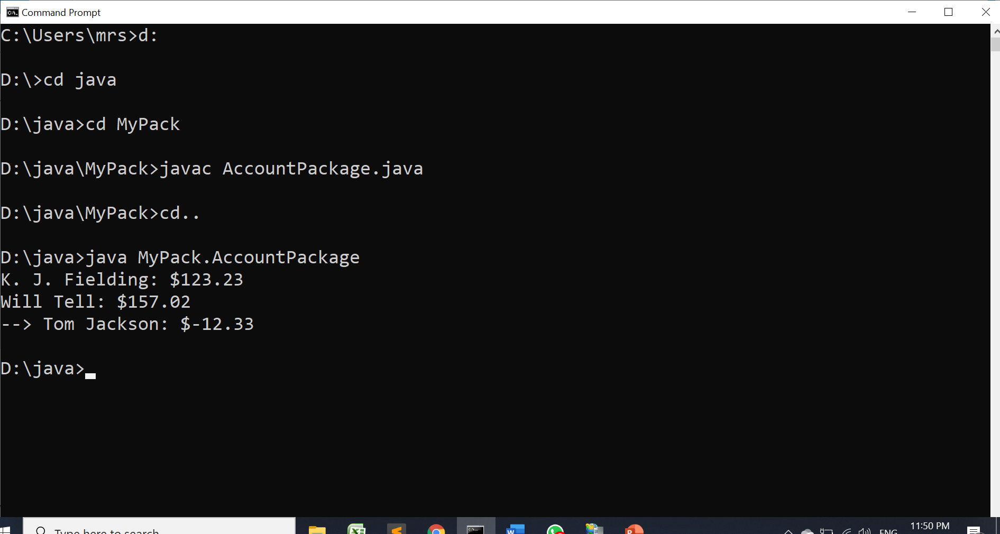 Command Prompt
C:\Users\mrs>d:
D:\>cd java
D:\java>cd MyPack
D:\java\MyPack>javac AccountPackage.java
D:\java\MyPack>cd..
D:\java>java MyPack.AccountPackage
K. J. Fielding: $123.23
Will Tell: $157.02
--> Tom Jackson: $-12.33
D:\java>
Type here to search
ENG
11:50 PM